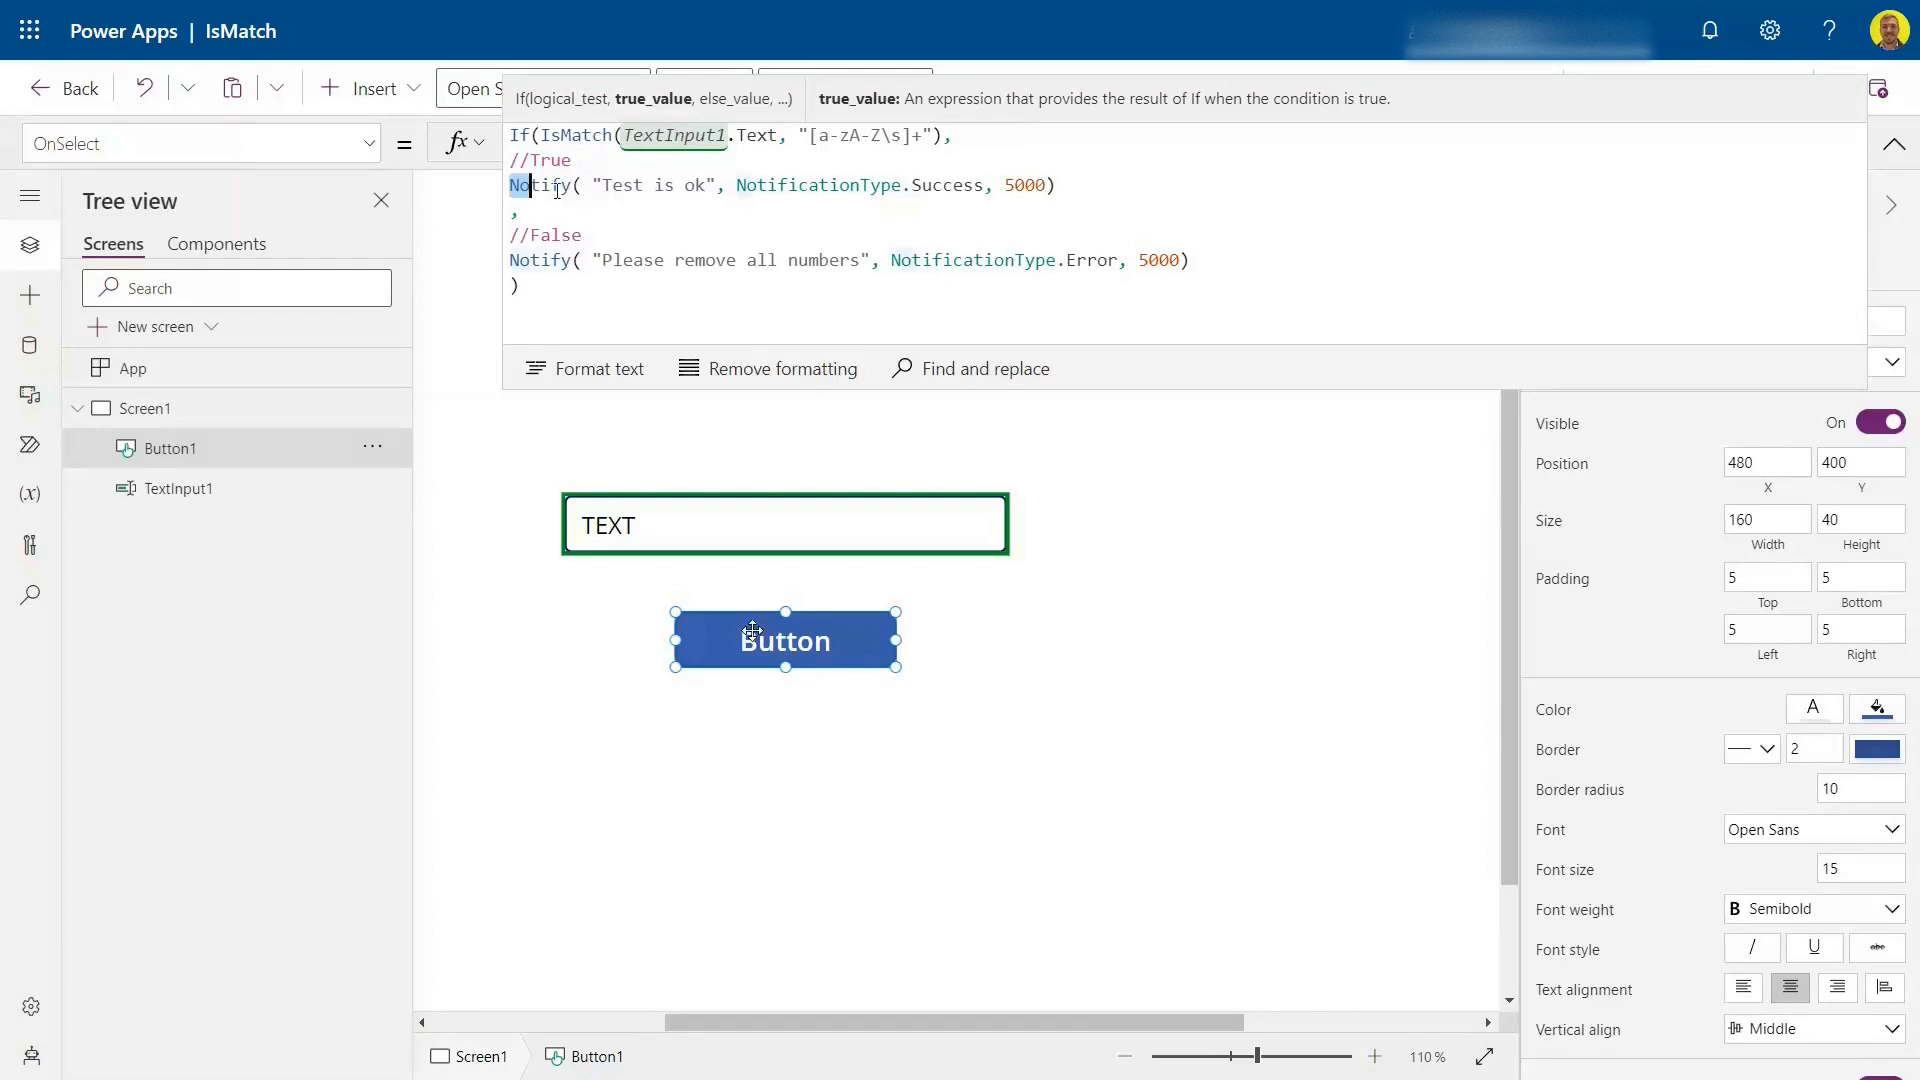 Power Apps | IsMatch
Back
Insert
Open S
If(logical_test, true_value, else_value, ...)
true_value: An expression that provides the result of If when the condition is true.
OnSelect
=
fx
If(IsMatch(TextInput1.Text, "[a-zA-Z\s]+"),
//True
Notify( "Test is ok", NotificationType.Success, 5000)
,
//False
Notify( "Please remove all numbers", NotificationType.Error, 5000)
)
Format text
Remove formatting
Find and replace
Tree view
Screens
Components
Search
New screen
App
Screen1
Button1
...
TextInput1
(x)
TEXT
Button
Visible
On
Position
480
400
X
Y
Size
160
40
Width
Height
Padding
5
5
Top
Bottom
5
5
Left
Right
Color
A
Border
2
Border radius
10
Font
Open Sans
Font size
15
Font weight
B Semibold
Font style
/
U
abc
Text alignment
Vertical align
Middle
Screen1
Button1
110 %